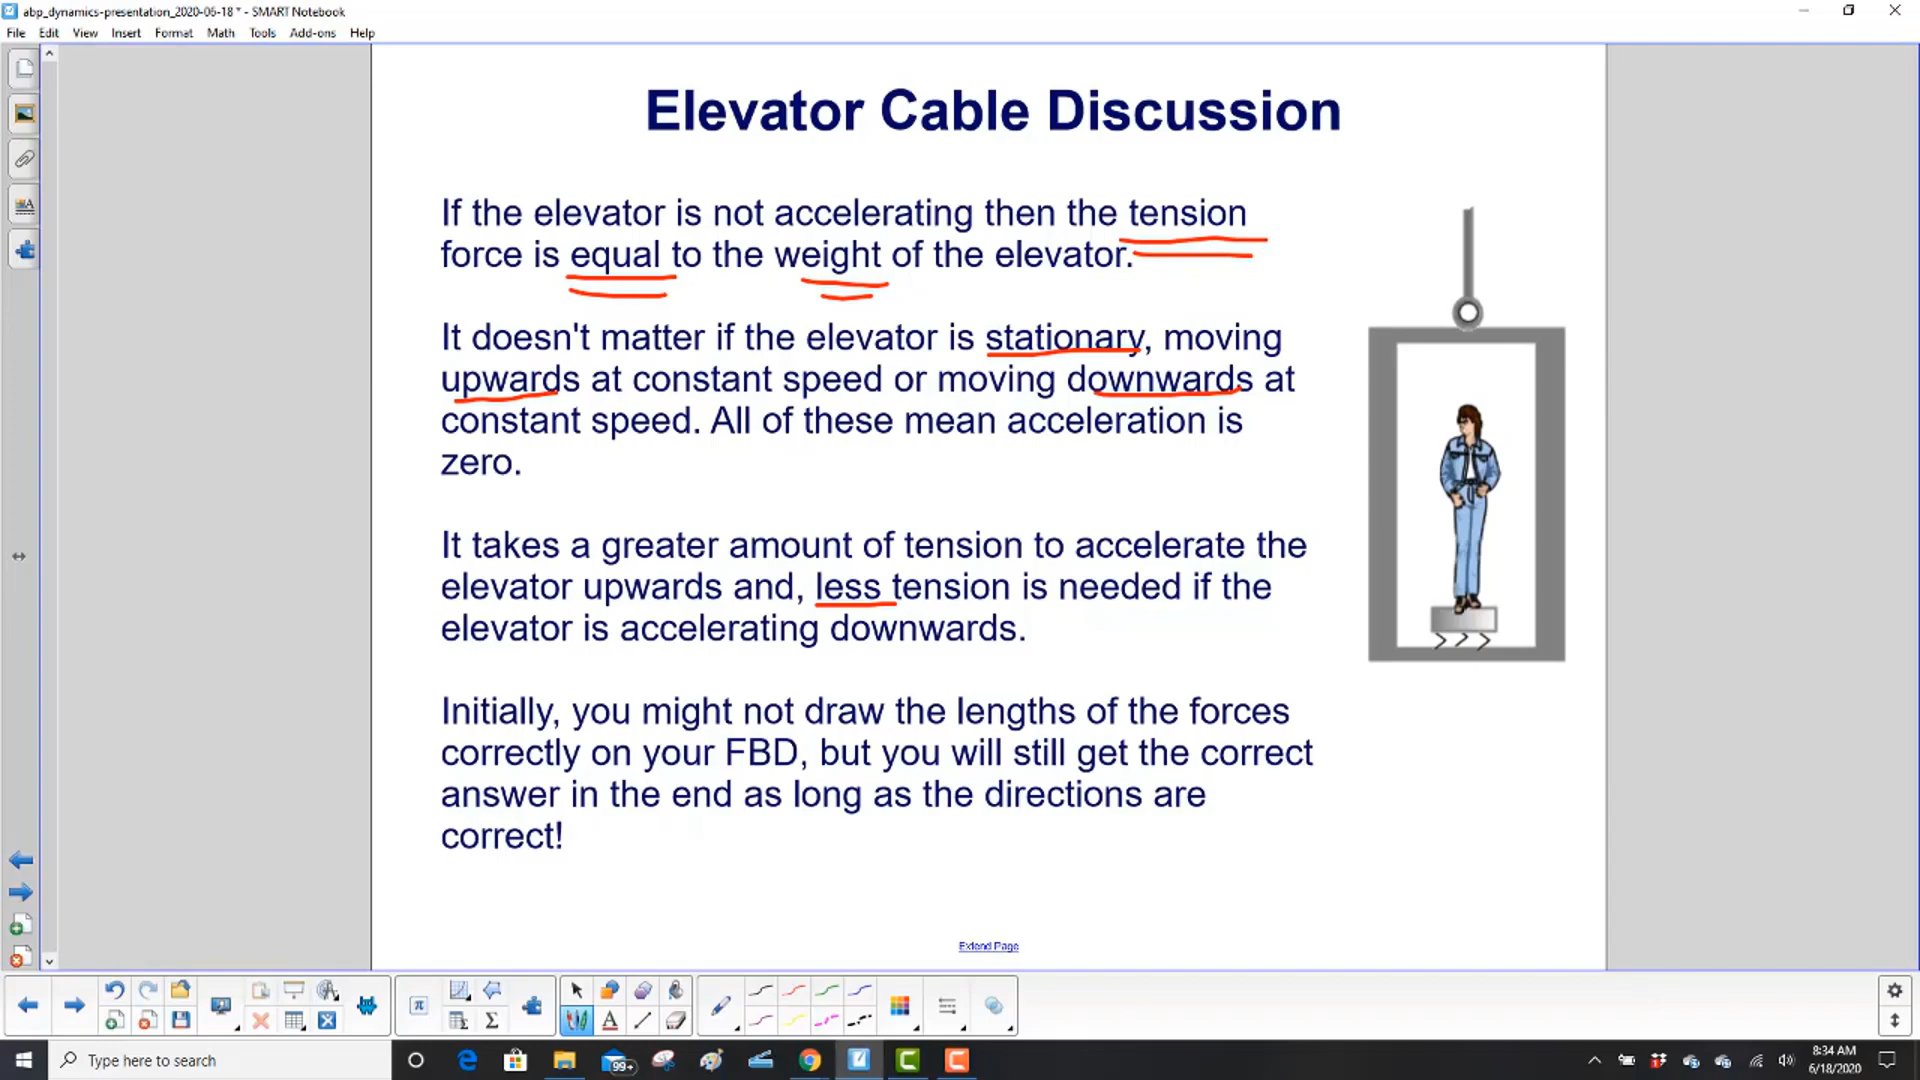 abp_dynamics-presentation_2020-06-18 * - SMART Notebook
File Edit View Insert Format Math Tools Add-ons Help
Elevator Cable Discussion
If the elevator is not accelerating then the tension
force is equal to the weight of the elevator.
It doesn't matter if the elevator is stationary, moving
upwards at constant speed or moving downwards at
constant speed. All of these mean acceleration is
zero.
It takes a greater amount of tension to accelerate the
elevator upwards and, less tension is needed if the
elevator is accelerating downwards.
Initially, you might not draw the lengths of the forces
correctly on your FBD, but you will still get the correct
answer in the end as long as the directions are
correct!
Extend Page
Type here to search
99+
8:34 AM
6/18/2020